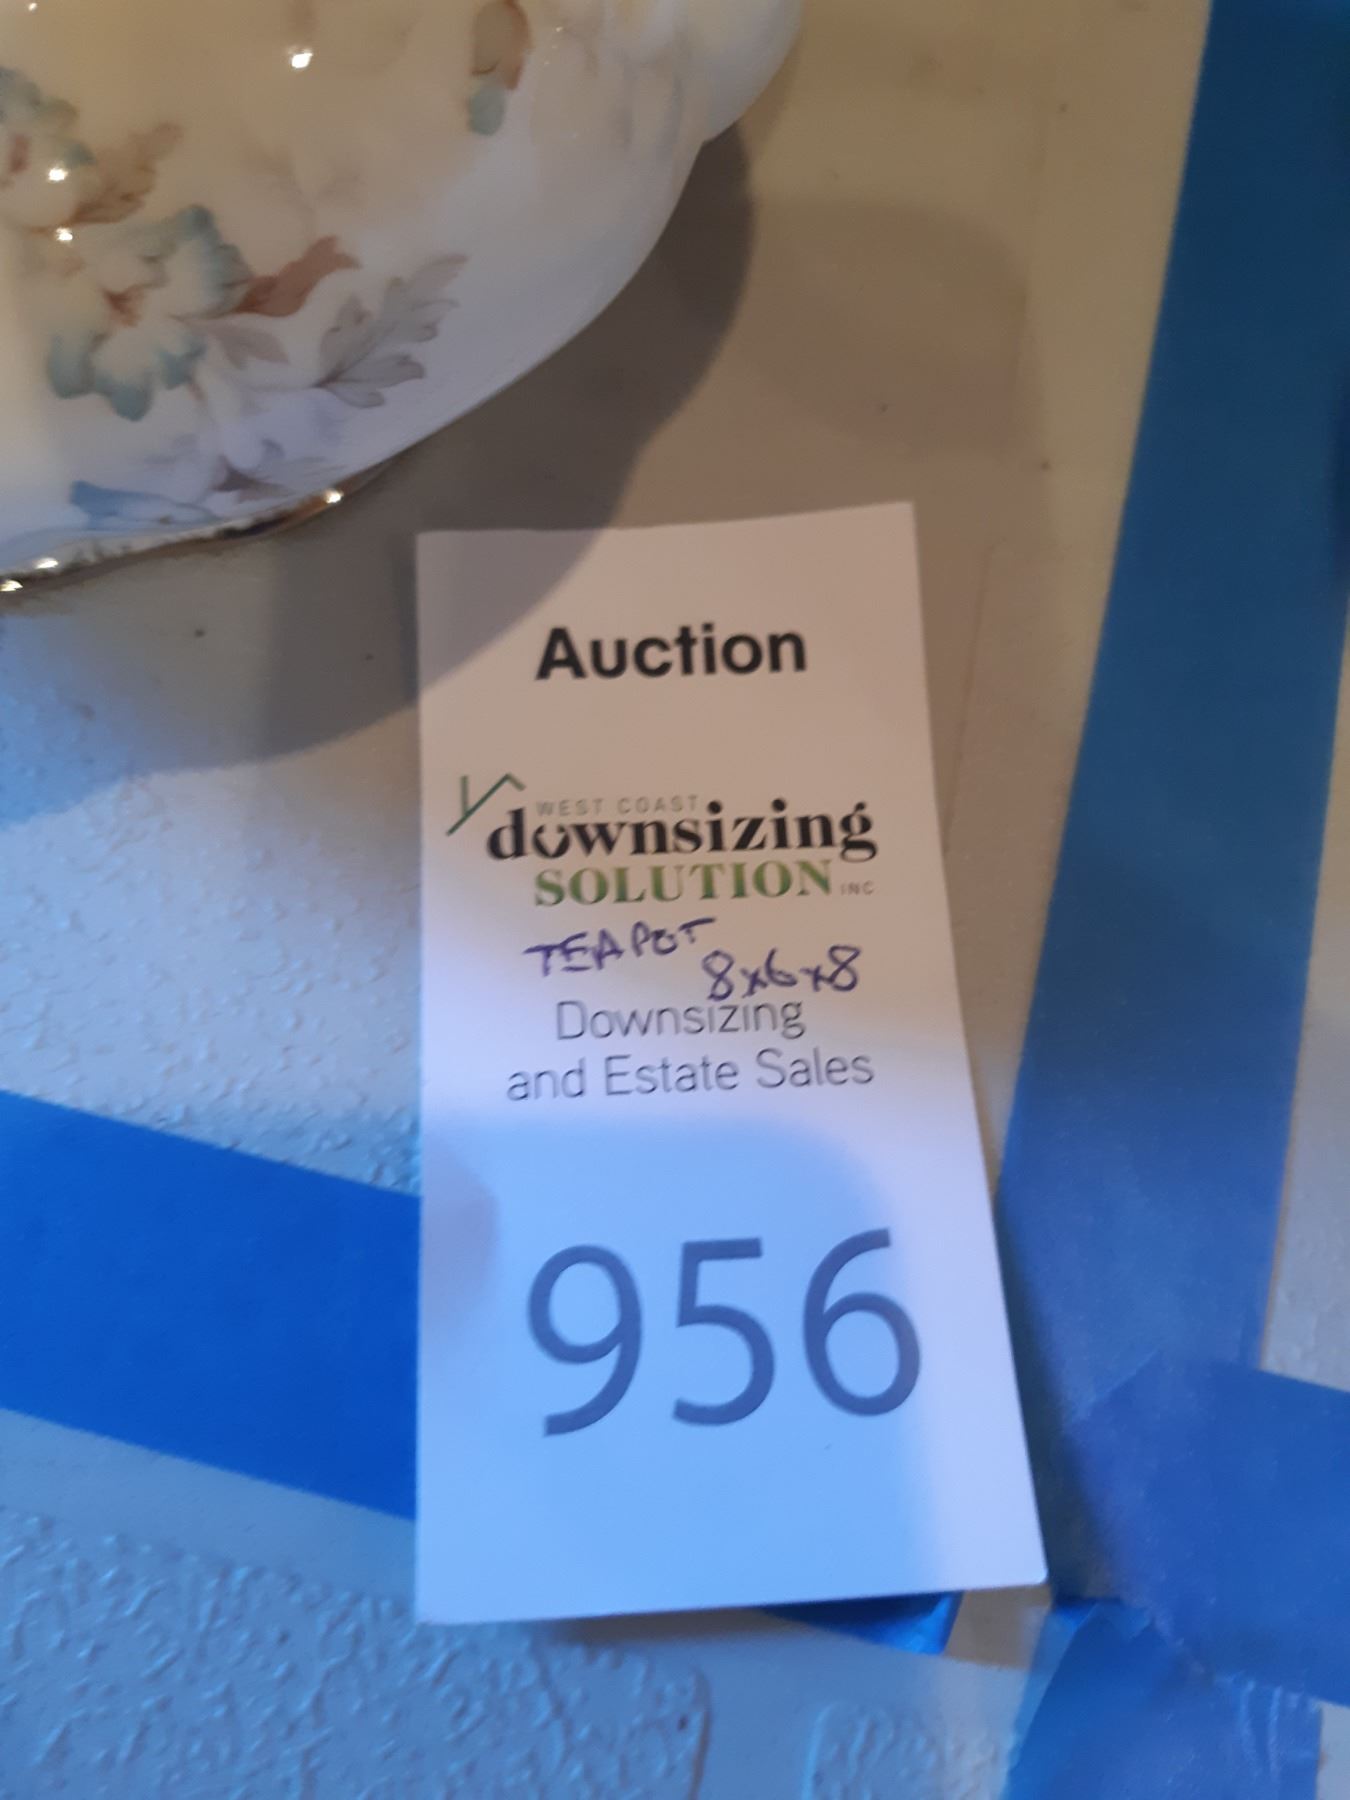 Auction
WEST COAST
downsizing
SOLUTION INC
TEAPOT
8x6x8
Downsizing
and Estate Sales
956